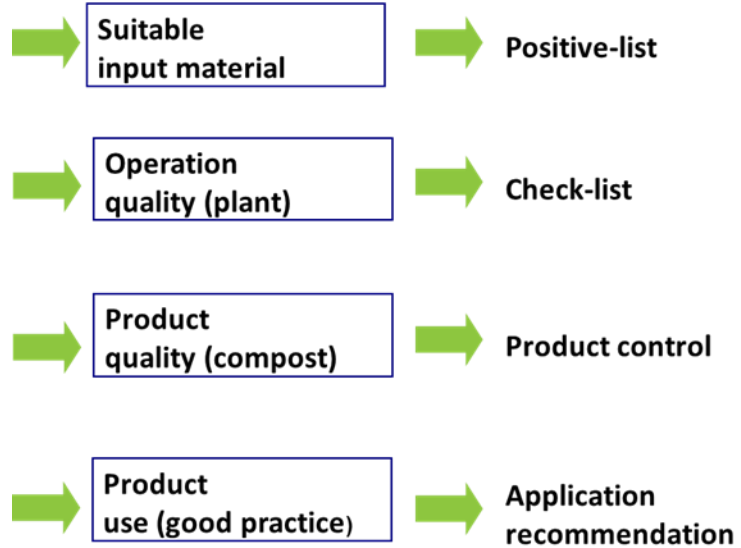 Suitable
input material
Positive-list
Operation
quality (plant)
Check-list
Product
quality (compost)
Product control
Product
use (good practice)
Application
recommendation